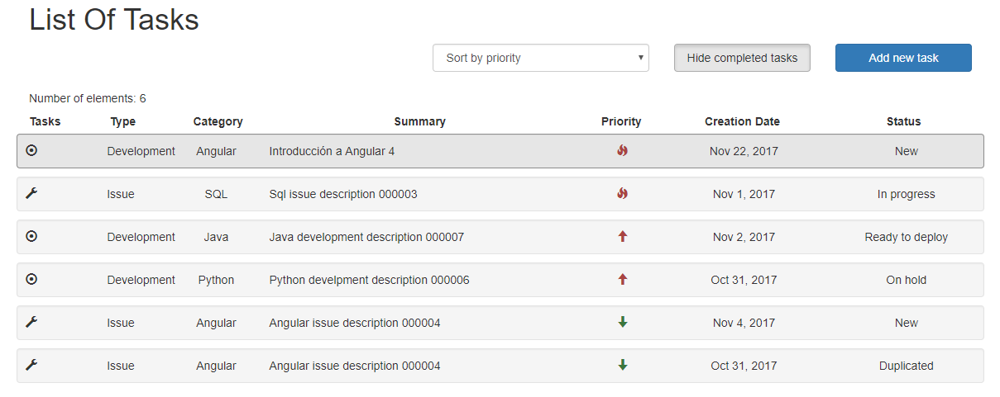 List Of Tasks
Sort by priority Hide completed tasks Add new task
Number of elements: 6
Tasks Type Category Summary Priority Creation Date Status
Development Angular Introducción a Angular 4 Nov 22, 2017 New
Issue SQL Sql issue description 000003 Nov 1, 2017 In progress
Development Java Java development description 000007 Nov 2, 2017 Ready to deploy
Development Python Python develpment description 000006 Oct 31, 2017 On hold
Issue Angular Angular issue description 000004 Nov 4, 2017 New
Issue Angular Angular issue description 000004 Oct 31, 2017 Duplicated